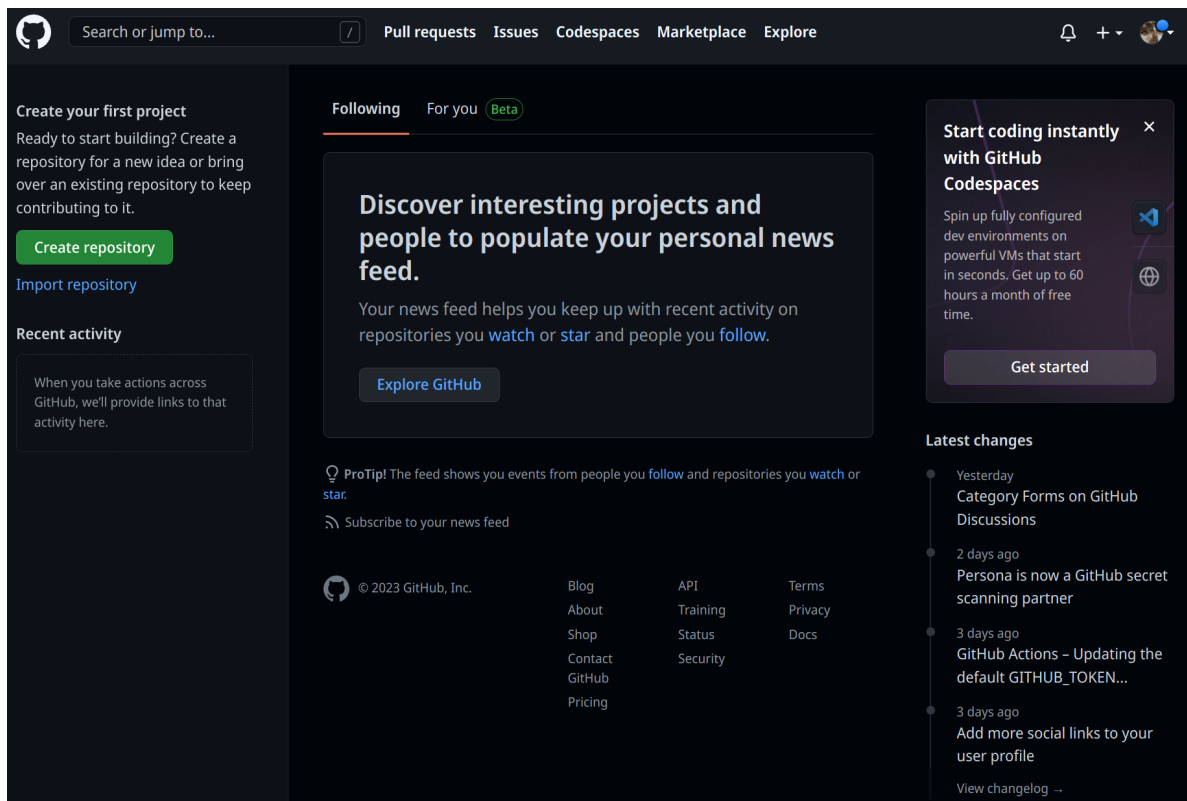 Search or jump to...
/
Pull requests
Issues
Codespaces
Marketplace
Explore
Create your first project
Ready to start building? Create a
repository for a new idea or bring
over an existing repository to keep
contributing to it.
Create repository
Import repository
Recent activity
When you take actions across
GitHub, we’ll provide links to that
activity here.
Following
For you
Beta
Discover interesting projects and
people to populate your personal news
feed.
Your news feed helps you keep up with recent activity on
repositories you watch or star and people you follow.
Explore GitHub
ProTip! The feed shows you events from people you follow and repositories you watch or
star.
Subscribe to your news feed
© 2023 GitHub, Inc.
Blog
About
Shop
Contact
GitHub
Pricing
API
Training
Status
Security
Terms
Privacy
Docs
Start coding instantly
with GitHub
Codespaces
Spin up fully configured
dev environments on
powerful VMs that start
in seconds. Get up to 60
hours a month of free
time.
Get started
Latest changes
Yesterday
Category Forms on GitHub
Discussions
2 days ago
Persona is now a GitHub secret
scanning partner
3 days ago
GitHub Actions – Updating the
default GITHUB_TOKEN...
3 days ago
Add more social links to your
user profile
View changelog →